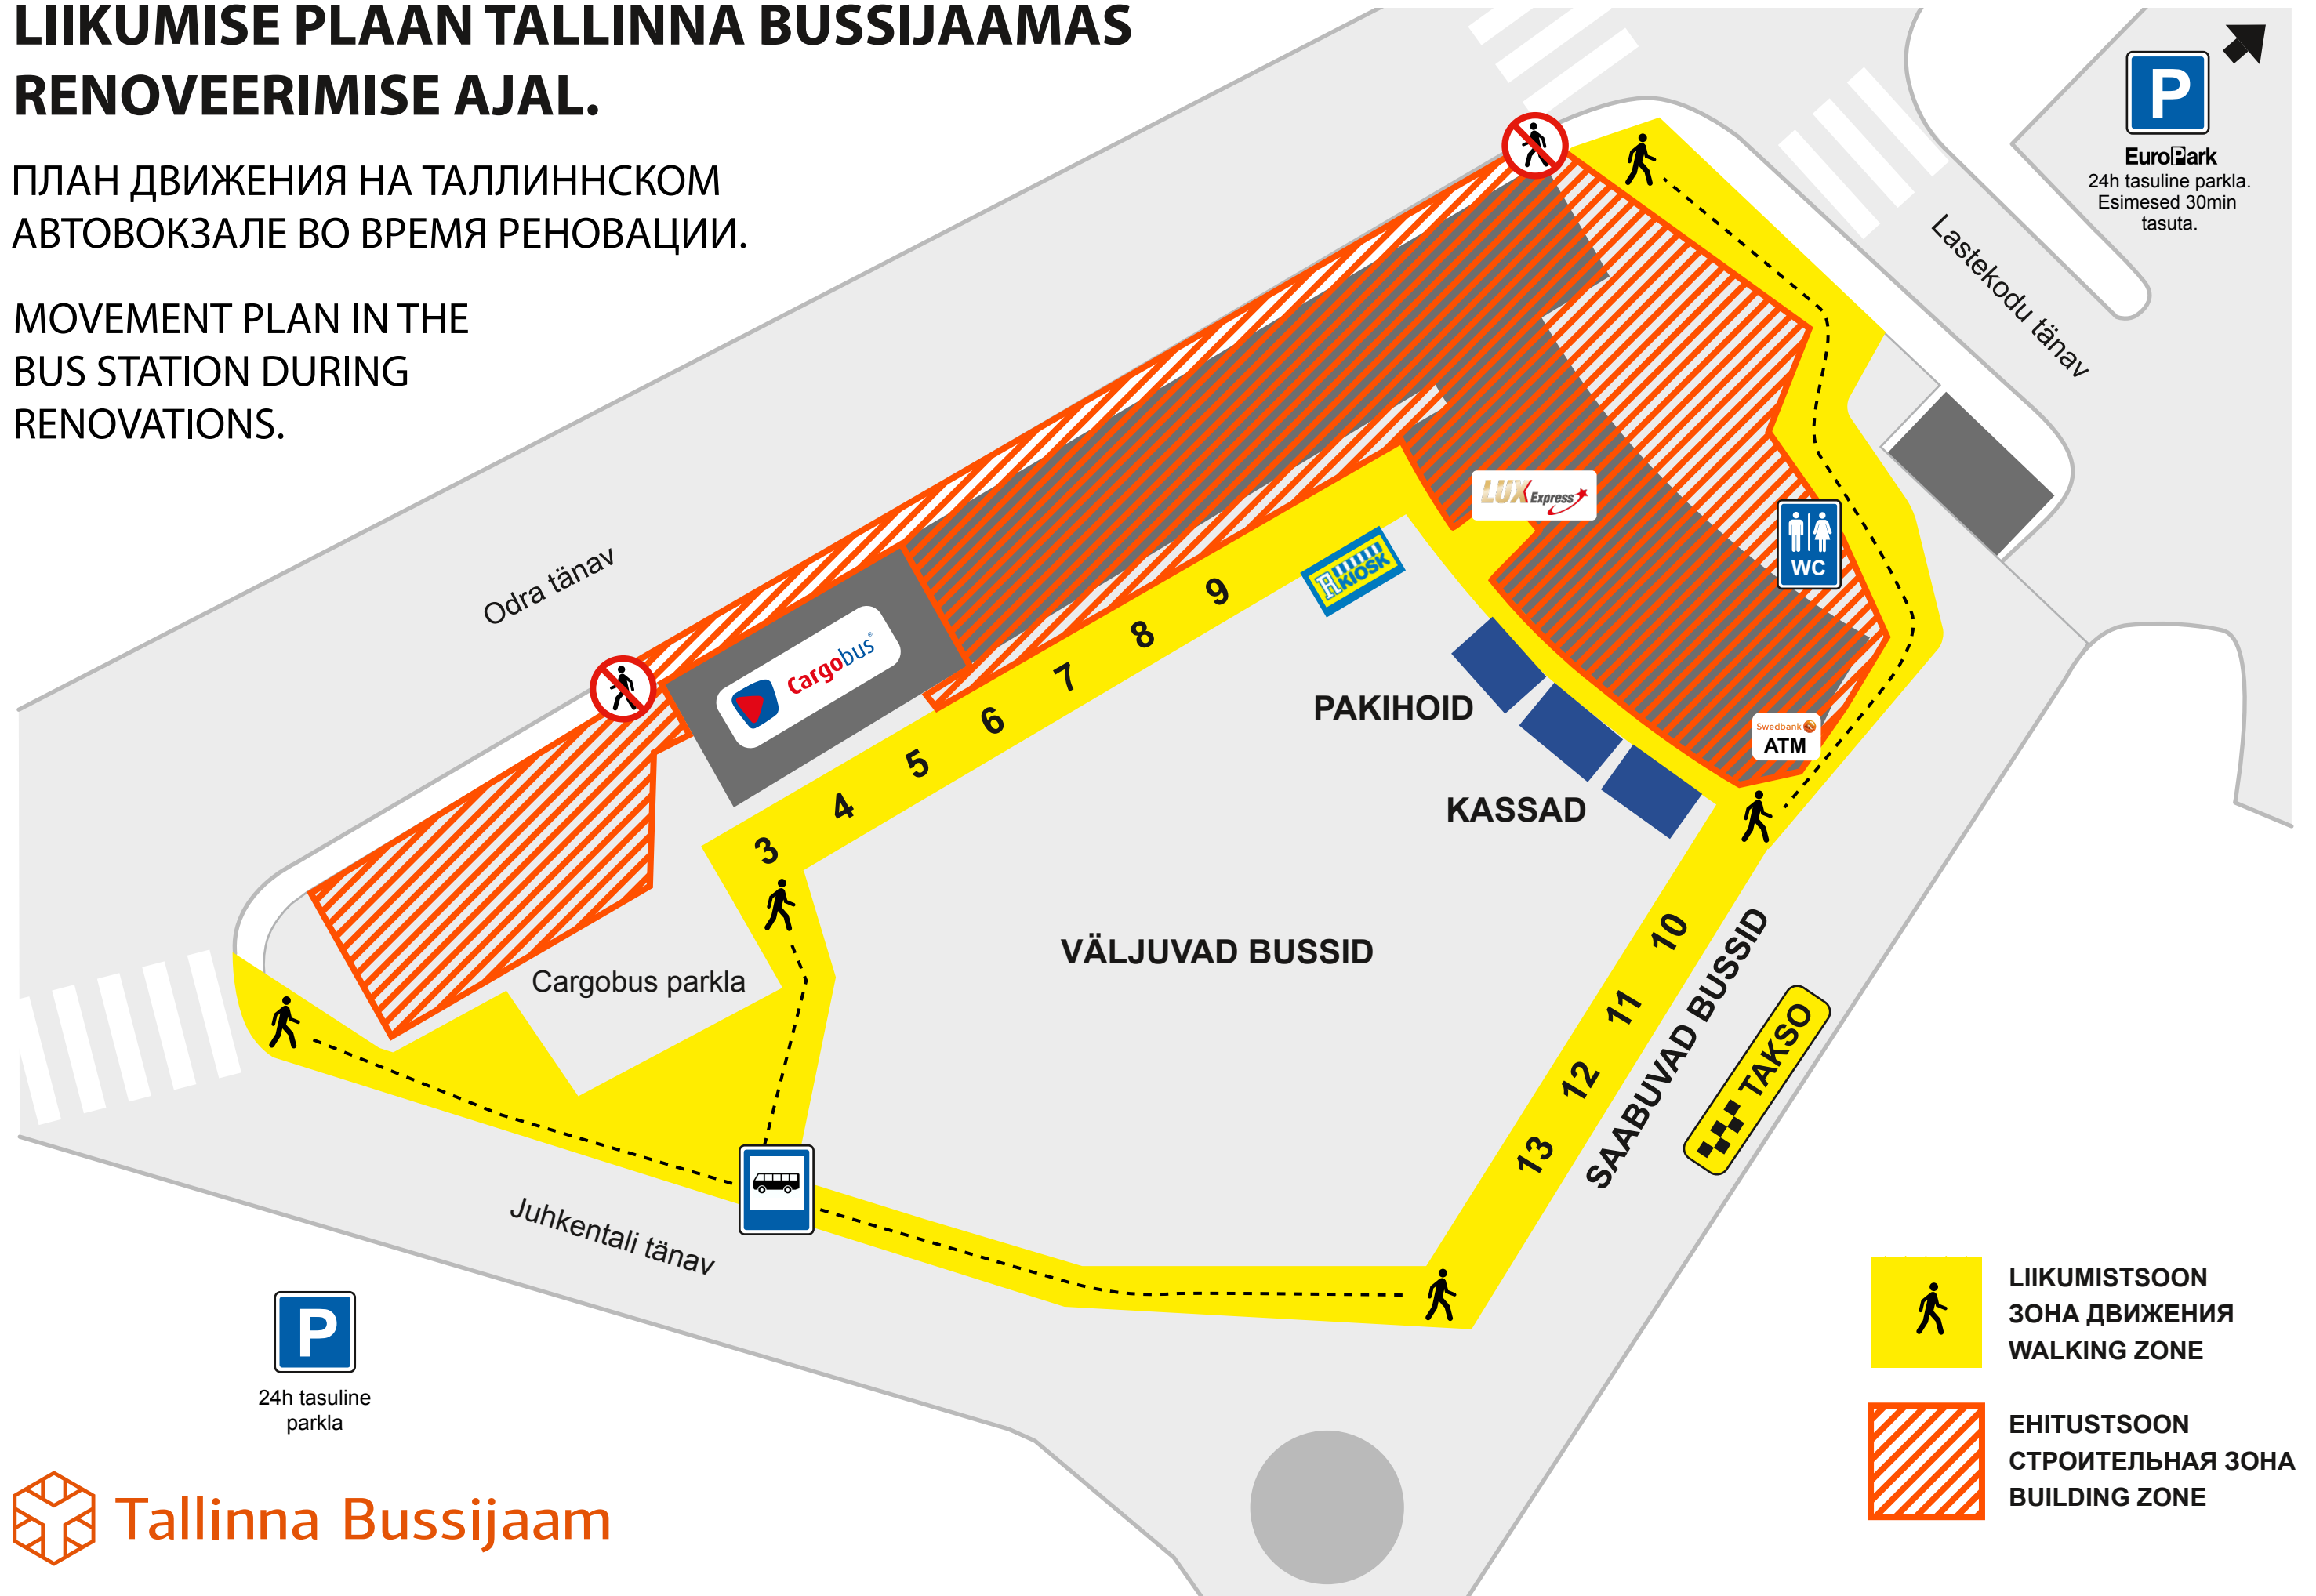 LIIKUMISE PLAAN TALLINNA BUSSIJAAMAS
RENOVEERIMISE AJAL.
ПЛАН ДВИЖЕНИЯ НА ТАЛЛИННСКОМ
АВТОВОКЗАЛЕ ВО ВРЕМЯ РЕНОВАЦИИ.
MOVEMENT PLAN IN THE
BUS STATION DURING
RENOVATIONS.
P
EuroPark
24h tasuline parkla.
Esimesed 30min
tasuta.
Lastekodu tänav
Odra tänav
LUX Express
R KIOSK
WC
Cargobus®
Swedbank
ATM
PAKIHOID
KASSAD
9
8
7
6
5
4
3
VÄLJUVAD BUSSID
Cargobus parkla
10
11
12
13
SAABUVAD BUSSID
TAKSO
Juhkentali tänav
P
24h tasuline
parkla
LIIKUMISTSOON
ЗОНА ДВИЖЕНИЯ
WALKING ZONE
EHITUSTSOON
СТРОИТЕЛЬНАЯ ЗОНА
BUILDING ZONE
Tallinna Bussijaam